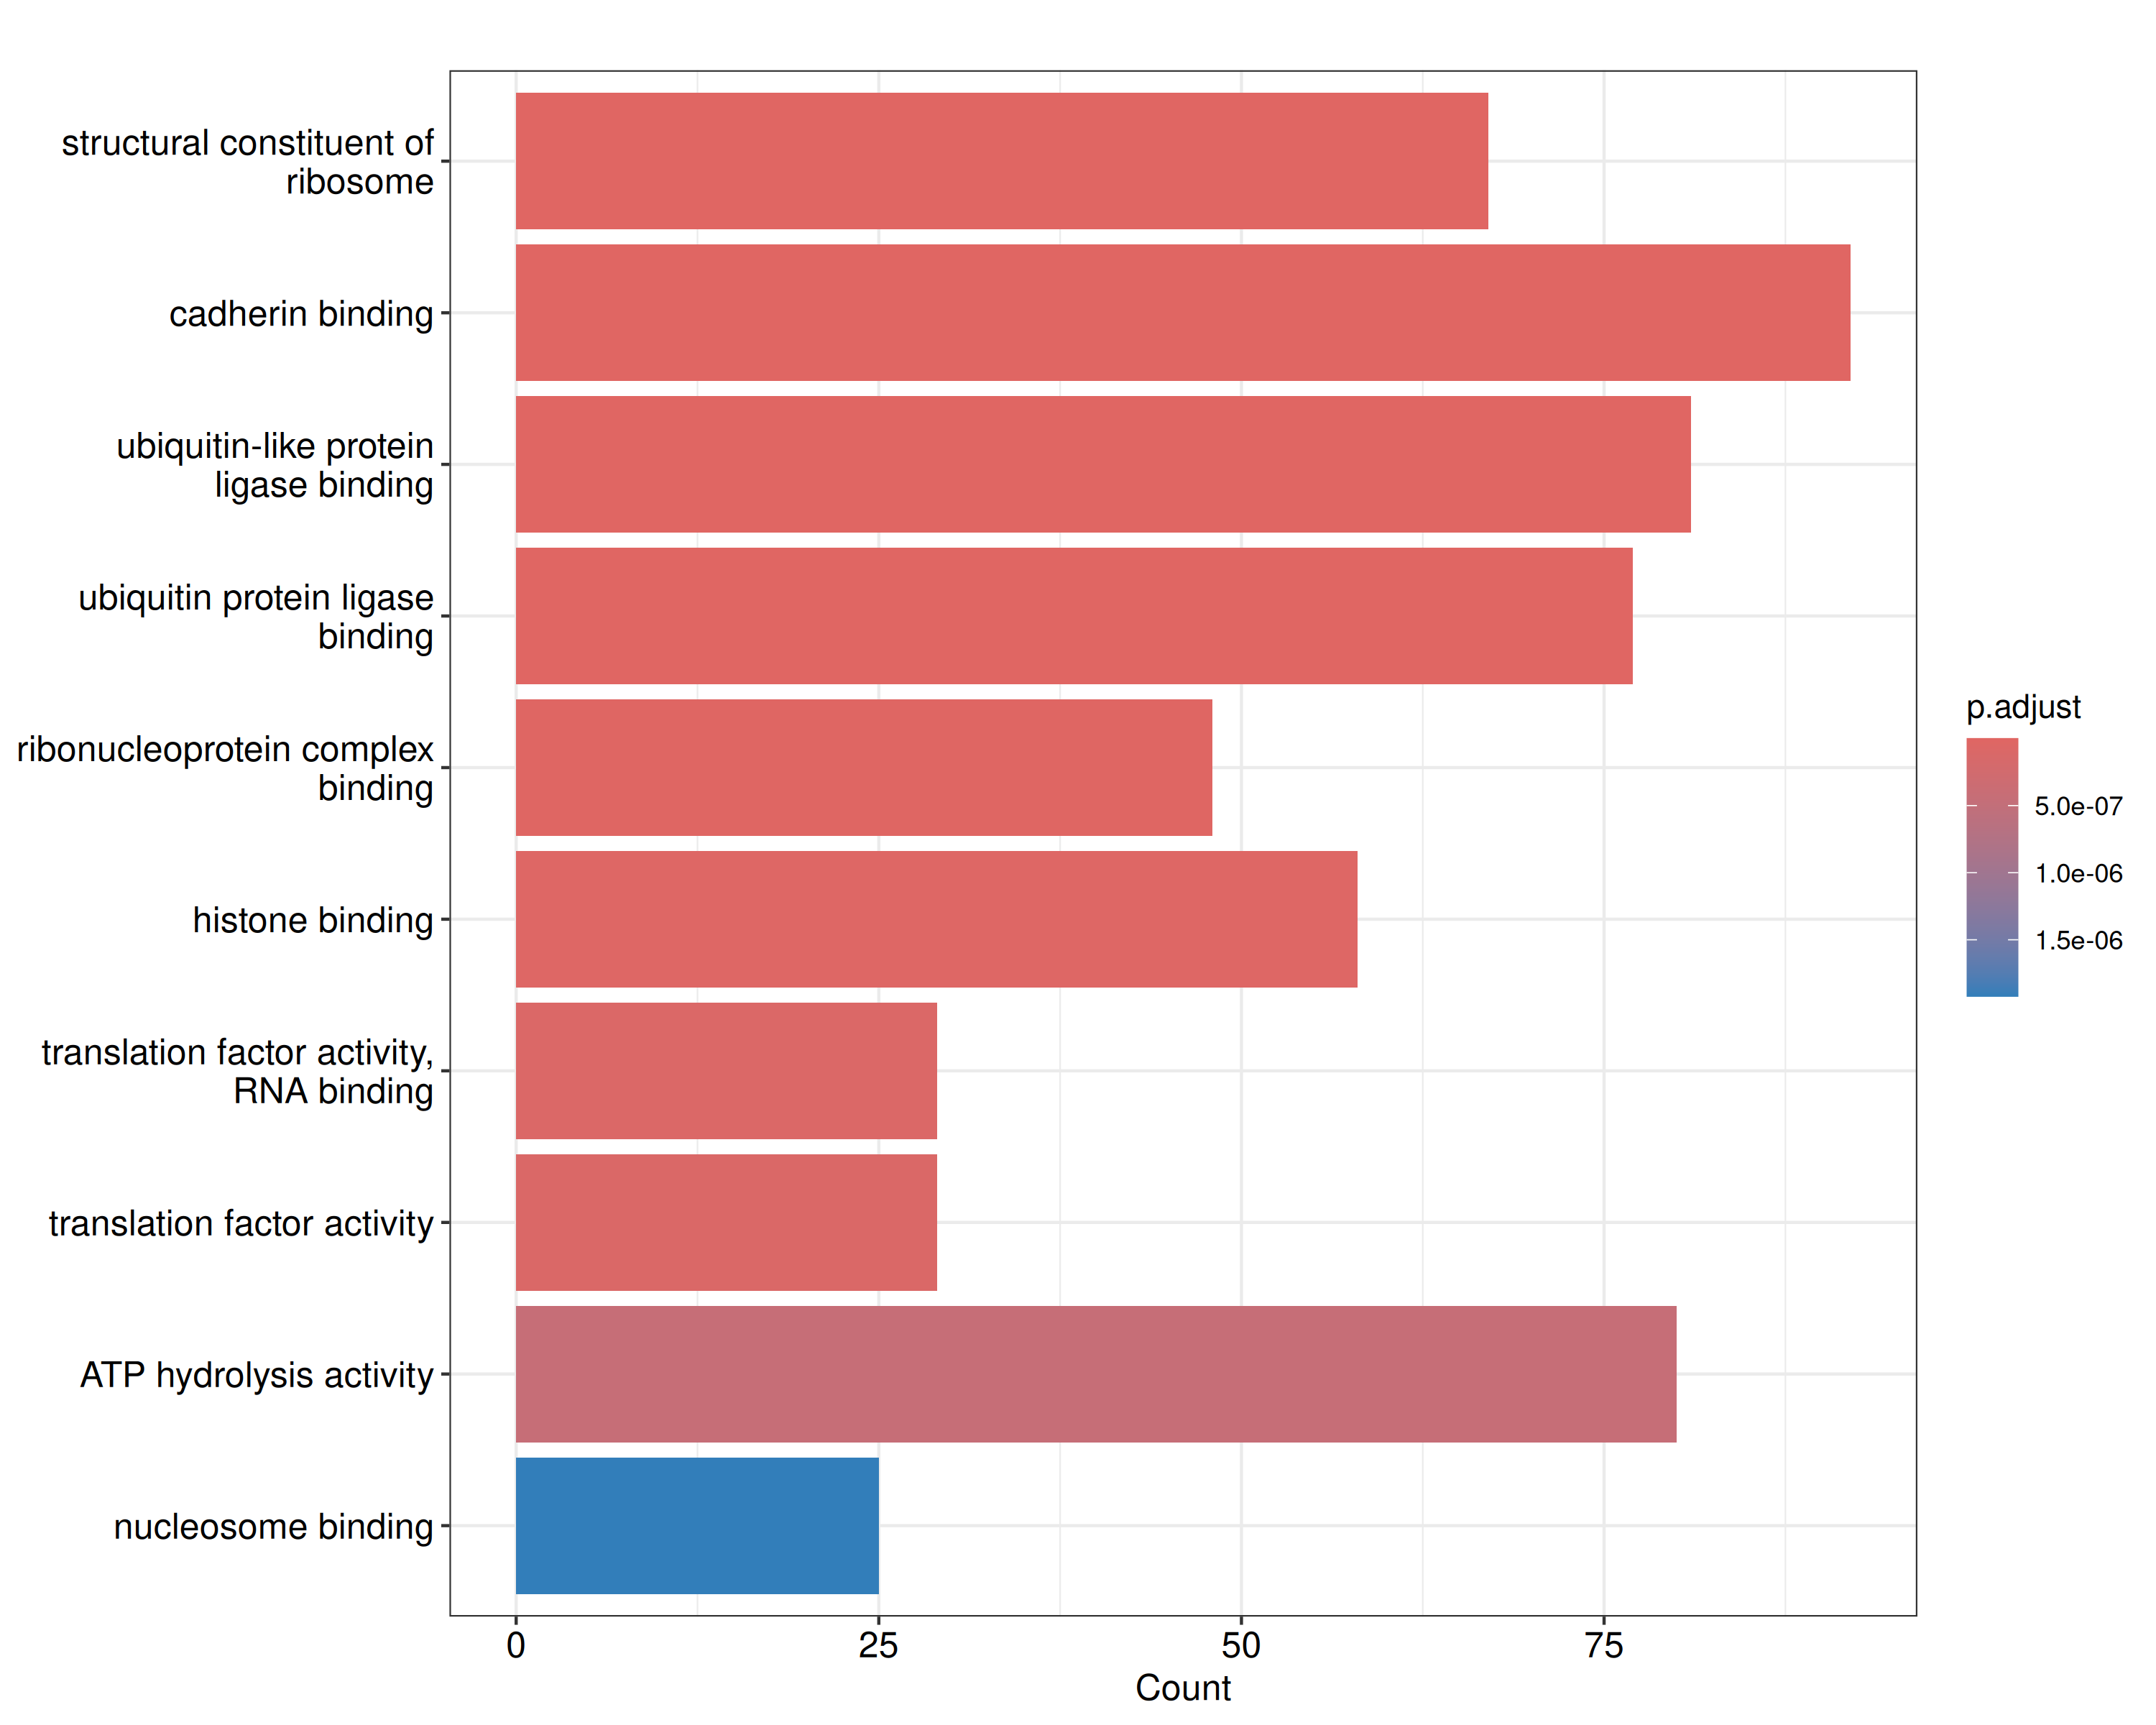 structural constituent of
ribosome
cadherin binding
ubiquitin-like protein
ligase binding
ubiquitin protein ligase
binding
ribonucleoprotein complex
binding
histone binding
translation factor activity,
RNA binding
translation factor activity
ATP hydrolysis activity
nucleosome binding
0 25 50 75
Count
p.adjust
5.0e-07
1.0e-06
1.5e-06